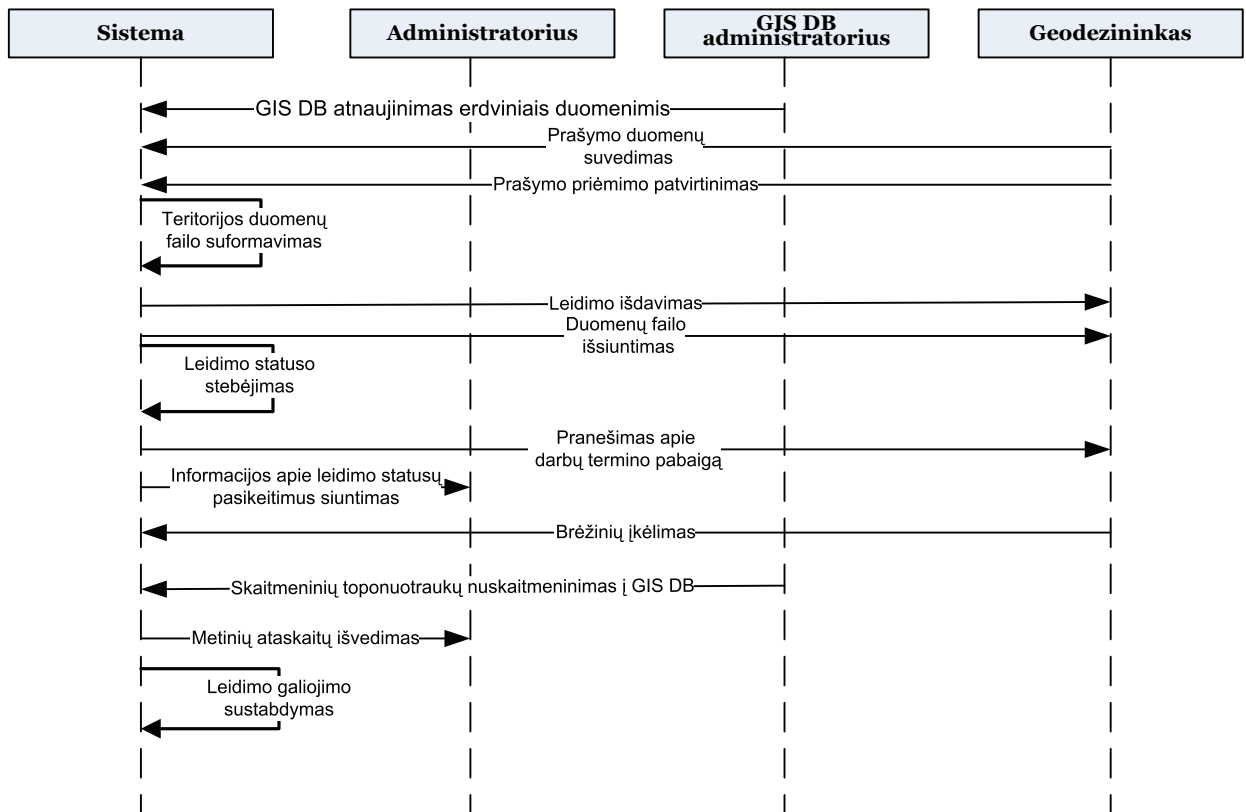 Sistema
Administratorius
GIS DB
administratorius
Geodezininkas
GIS DB atnaujinimas erdviniais duomenimis
Prašymo duomenų
suvedimas
Prašymo priėmimo patvirtinimas
Teritorijos duomenų
failo suformavimas
Leidimo išdavimas
Duomenų failo
išsiuntimas
Leidimo statuso
stebėjimas
Pranešimas apie
darbų termino pabaigą
Informacijos apie leidimo statusų
pasikeitimus siuntimas
Brėžinių įkėlimas
Skaitmeninių toponuotraukų nuskaitmeninimas į GIS DB
Metinių ataskaitų išvedimas
Leidimo galiojimo
sustabdymas